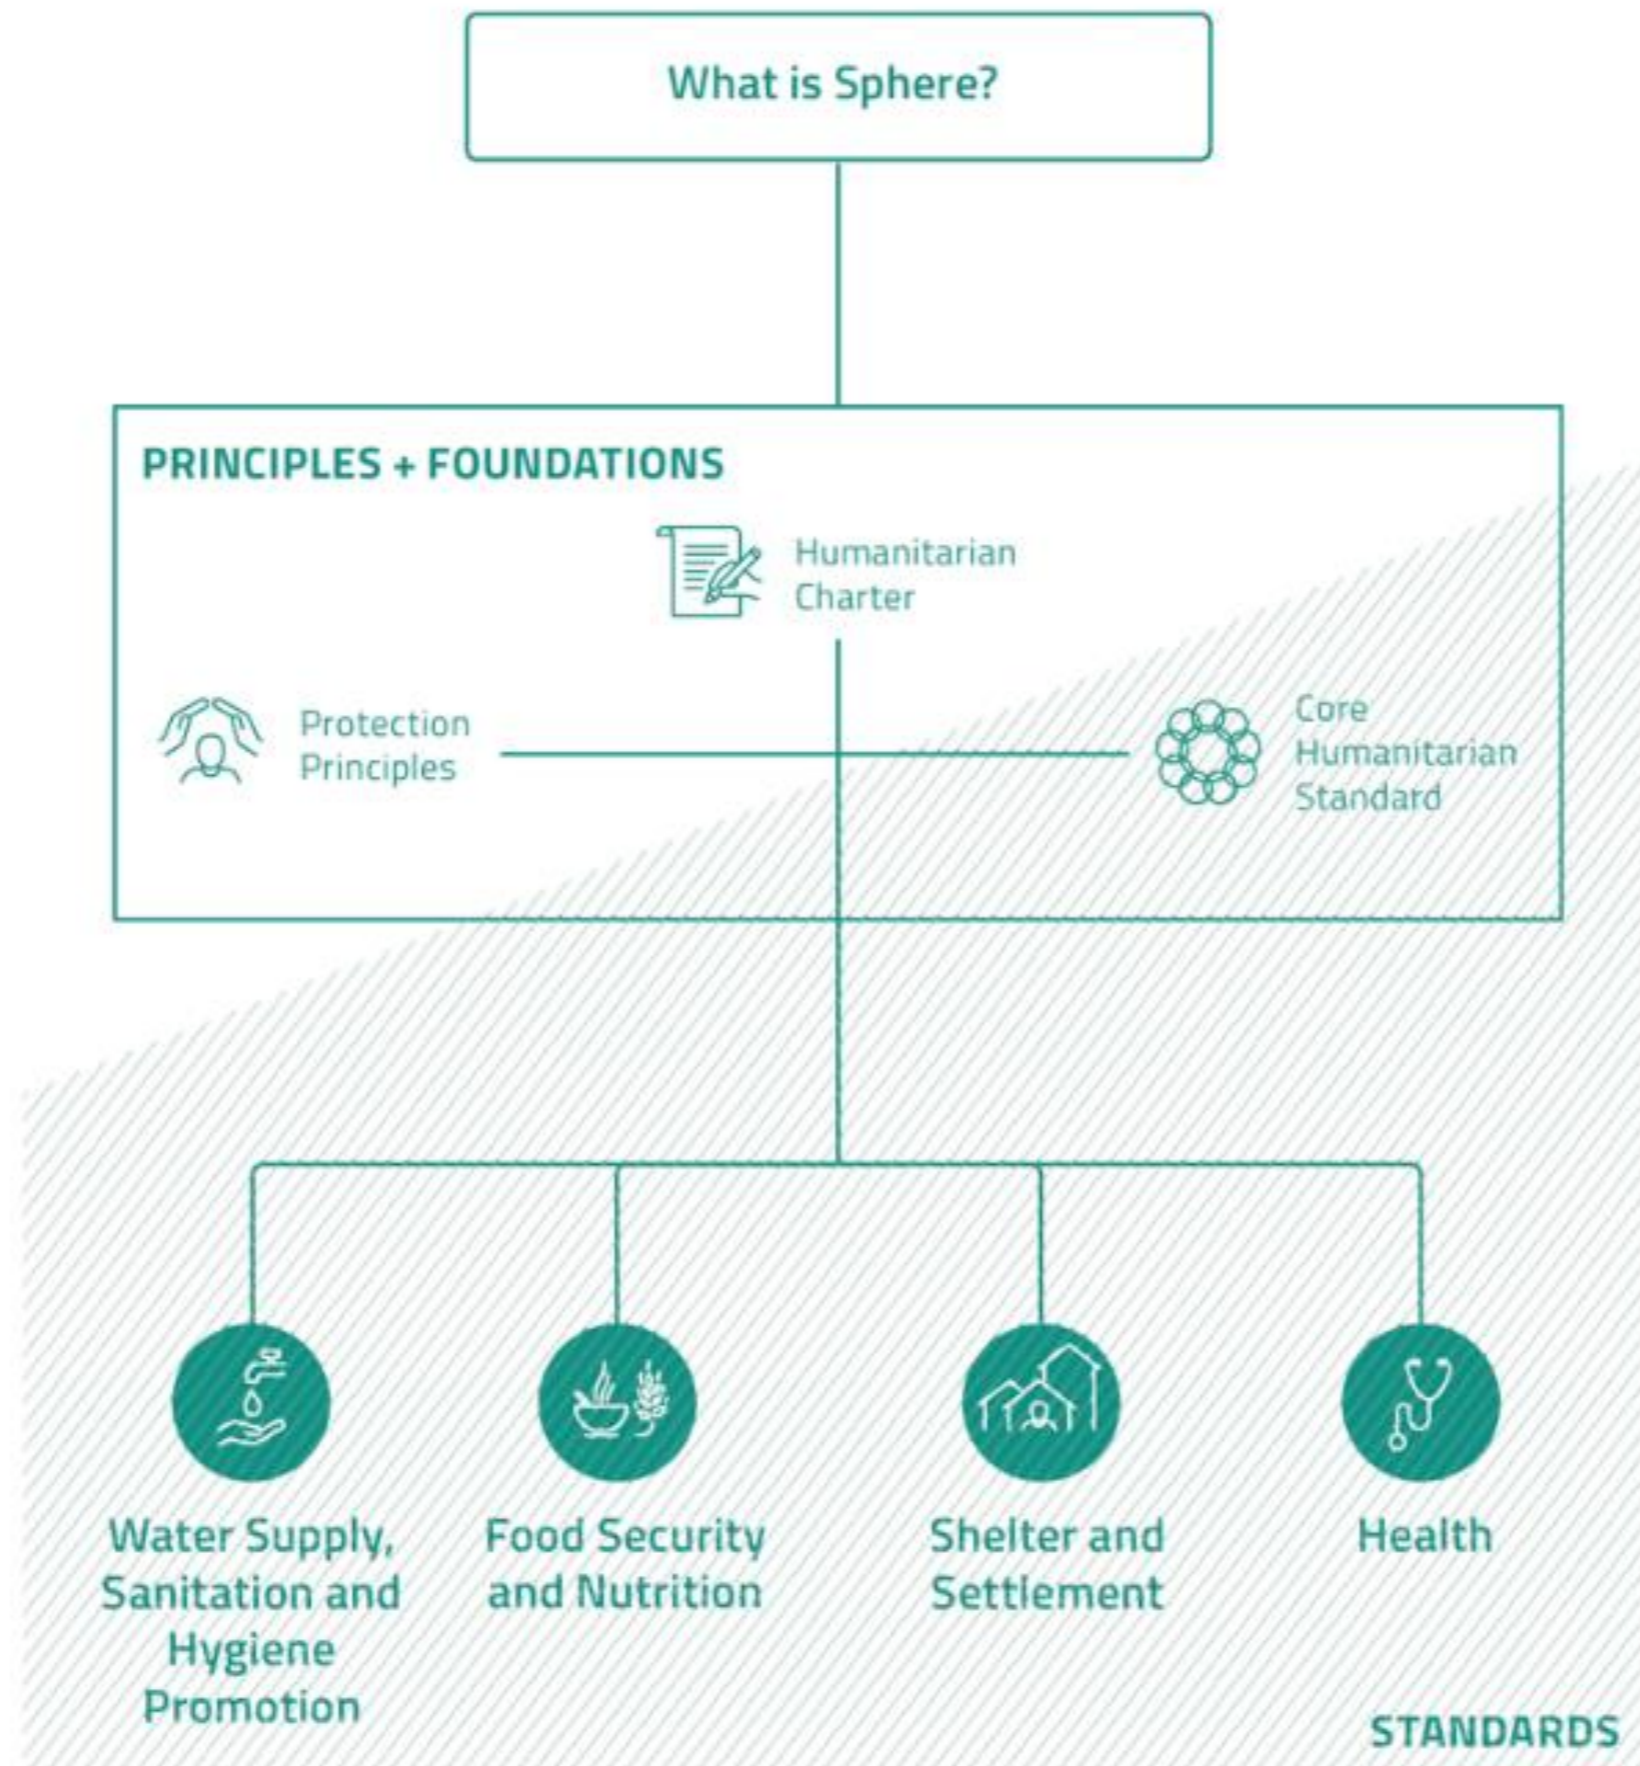 What is Sphere?
PRINCIPLES + FOUNDATIONS
Humanitarian
Charter
Protection
Principles
Core
Humanitarian
Standard
Water Supply,
Sanitation and
Hygiene
Promotion
Food Security
and Nutrition
Shelter and
Settlement
Health
STANDARDS